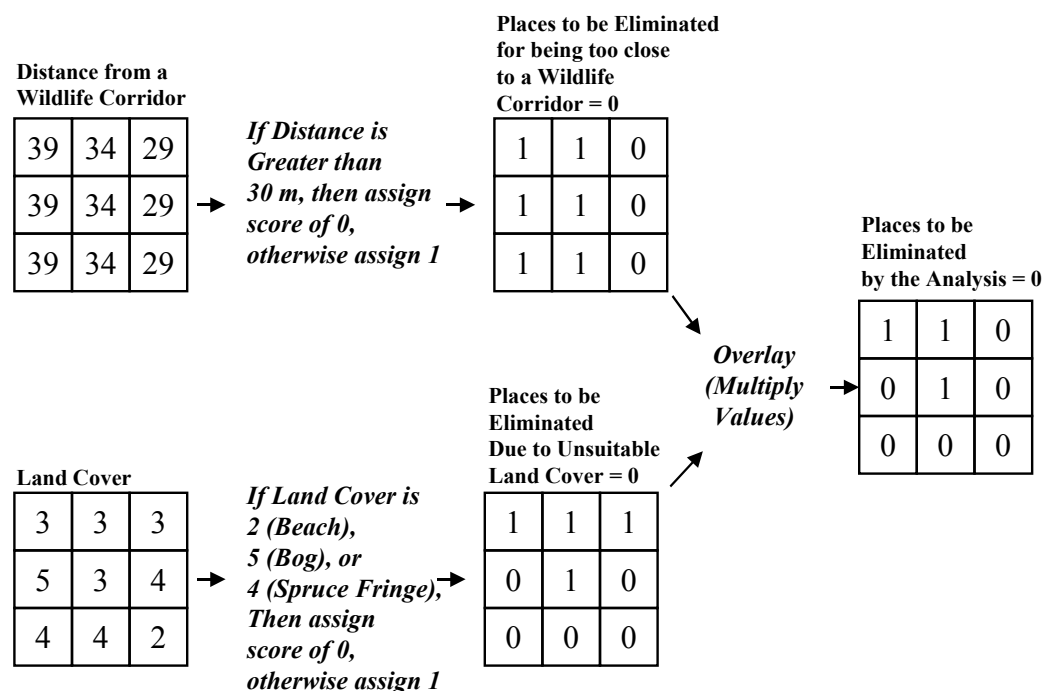 Distance from a
Wildlife Corridor
39 34 29
39 34 29
39 34 29
If Distance is
Greater than
30 m, then assign
score of 0,
otherwise assign 1
Places to be Eliminated
for being too close
to a Wildlife
Corridor = 0
1 1 0
1 1 0
1 1 0
Land Cover
3 3 3
5 3 4
4 4 2
If Land Cover is
2 (Beach),
5 (Bog), or
4 (Spruce Fringe),
Then assign
score of 0,
otherwise assign 1
Places to be
Eliminated
Due to Unsuitable
Land Cover = 0
1 1 1
0 1 0
0 0 0
Overlay
(Multiply
Values)
Places to be
Eliminated
by the Analysis = 0
1 1 0
0 1 0
0 0 0